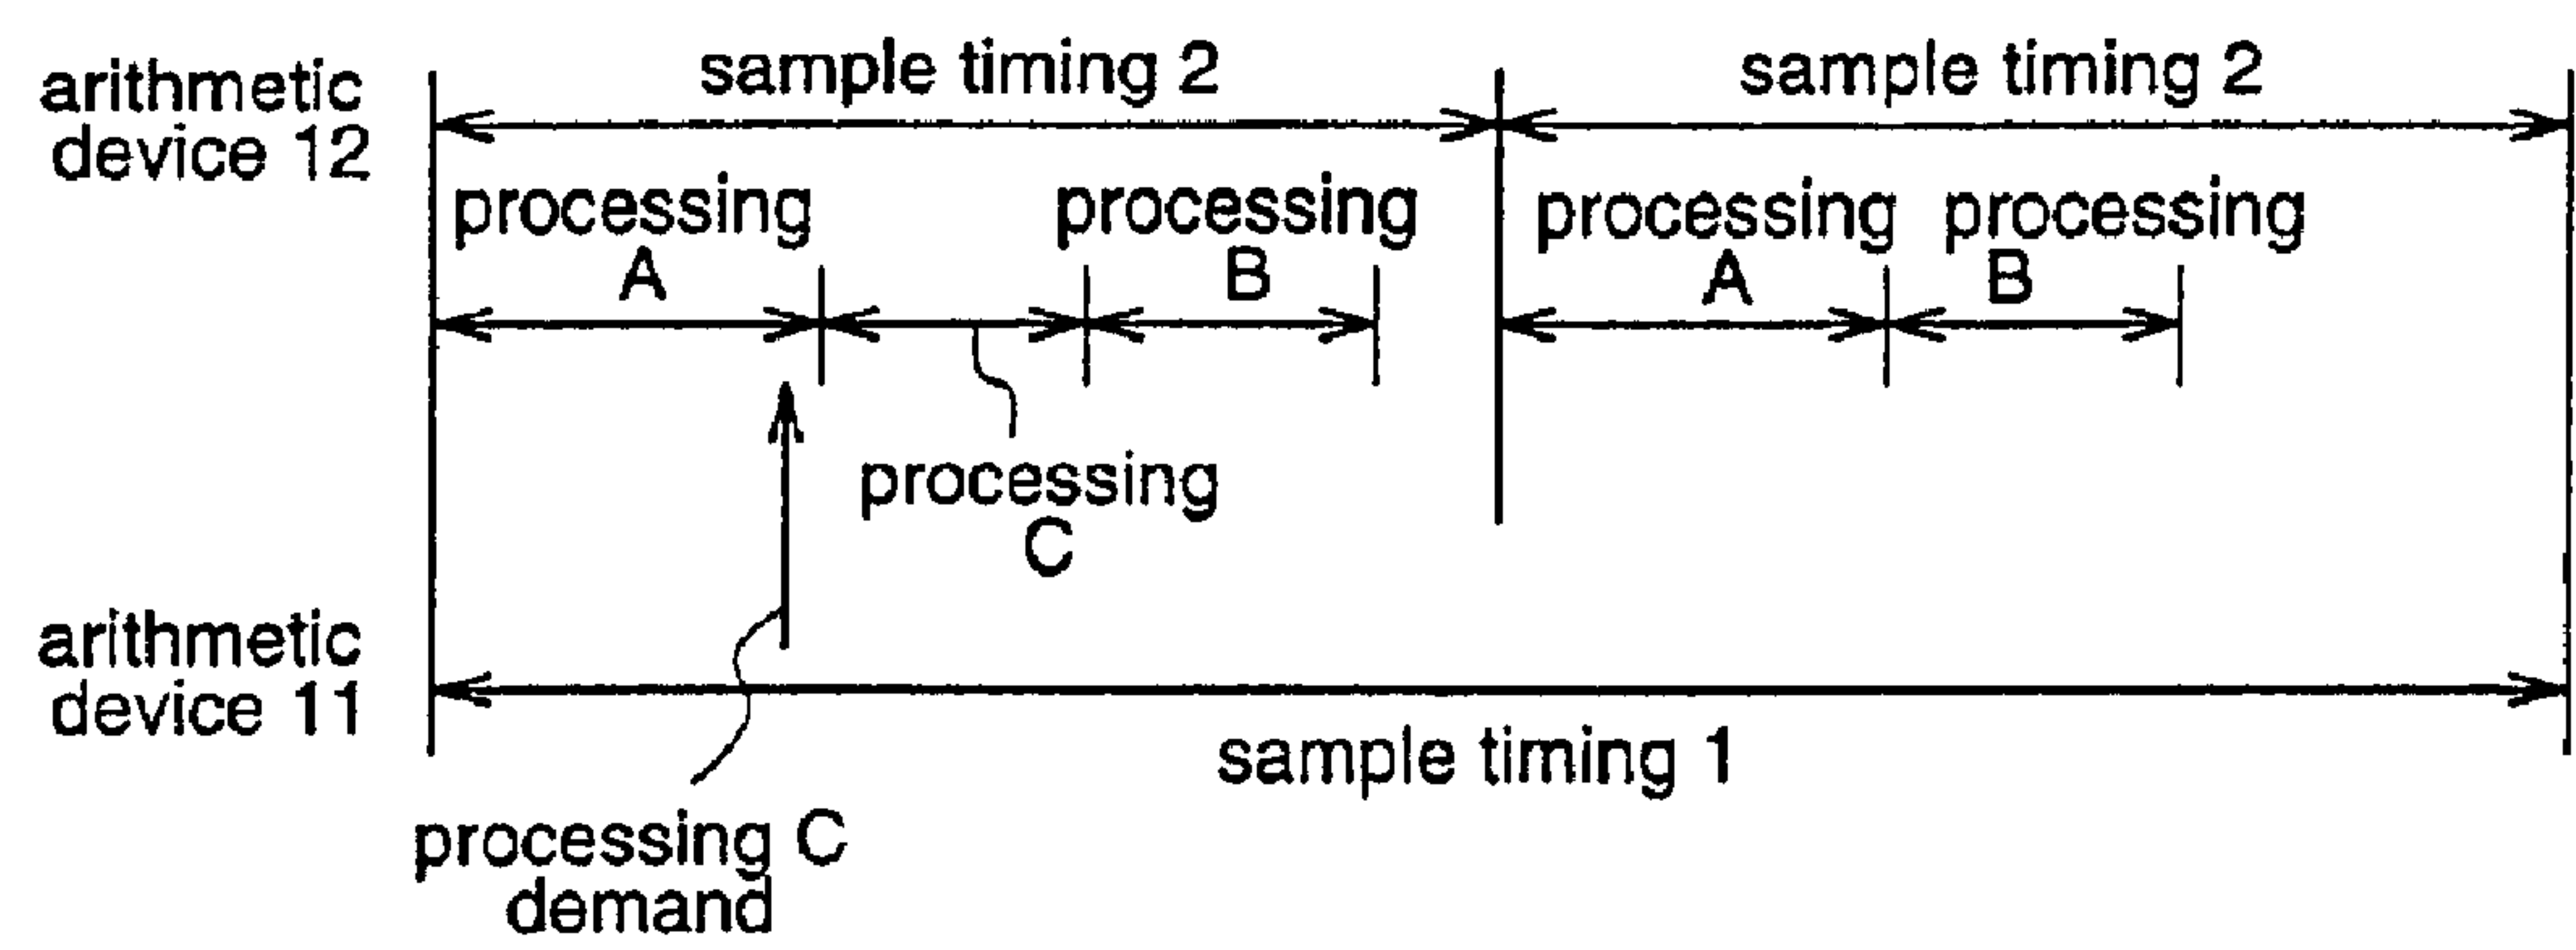 arithmetic
device 12
sample timing 2
sample timing 2
processing
A
processing
B
processing
A
processing
B
processing
C
arithmetic
device 11
sample timing 1
processing C
demand